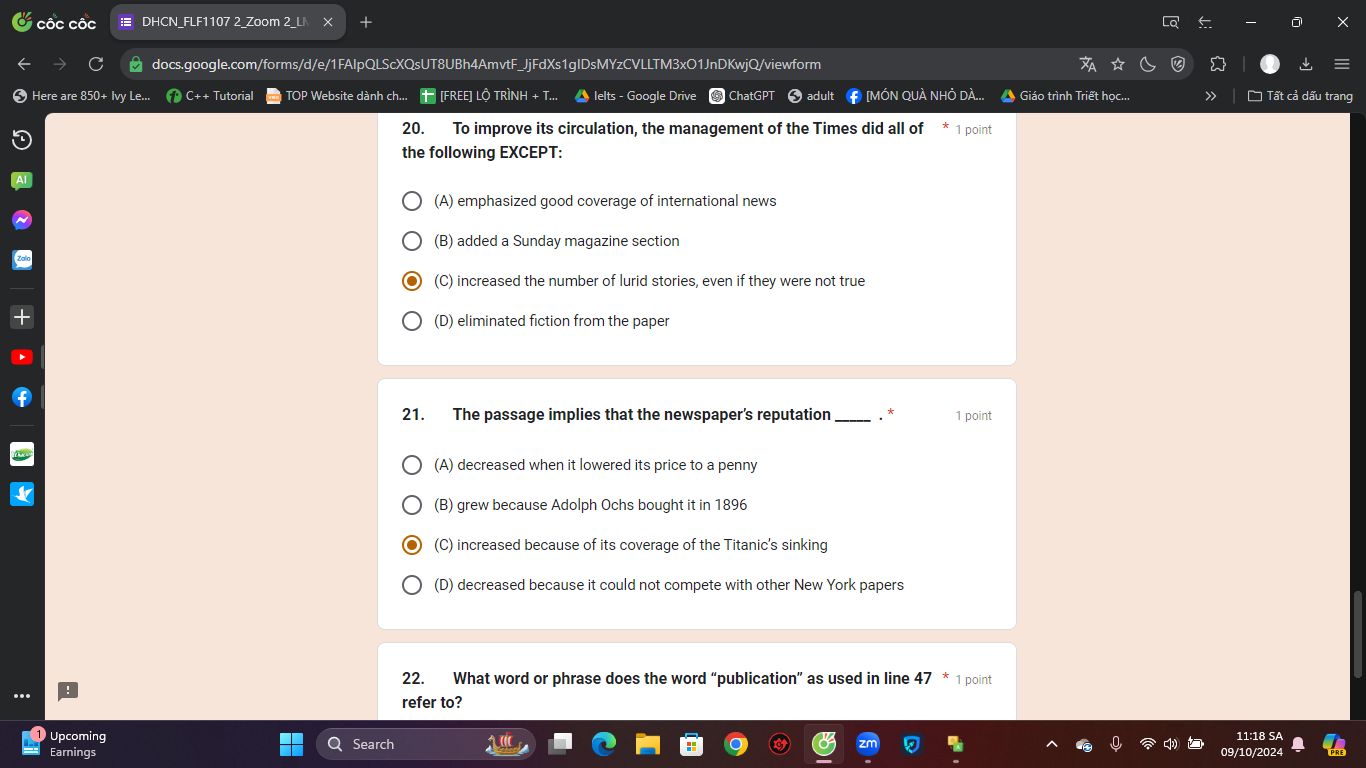 cốc cốc
DHCN_FLF1107 2_Zoom 2_LN
docs.google.com/forms/d/e/1FAIpQLScXQsUT8UBh4AmvtF_JjFdXs1gIDsMYzCVLLTM3xO1JnDKwjQ/viewform
Here are 850+ Ivy Le... C++ Tutorial TOP Website dành ch... [FREE] LỘ TRÌNH + T... Ielts - Google Drive ChatGPT adult [MÓN QUÀ NHỎ DÀ... Giáo trình Triết học... Tất cả dấu trang
AI
Zalo
20. To improve its circulation, the management of the Times did all of * 1 point
the following EXCEPT:
(A) emphasized good coverage of international news
(B) added a Sunday magazine section
(C) increased the number of lurid stories, even if they were not true
(D) eliminated fiction from the paper
21. The passage implies that the newspaper’s reputation _____ . * 1 point
(A) decreased when it lowered its price to a penny
(B) grew because Adolph Ochs bought it in 1896
(C) increased because of its coverage of the Titanic’s sinking
(D) decreased because it could not compete with other New York papers
22. What word or phrase does the word “publication” as used in line 47 * 1 point
refer to?
1
Upcoming
Earnings
Search
zm
11:18 SA
09/10/2024
PRE